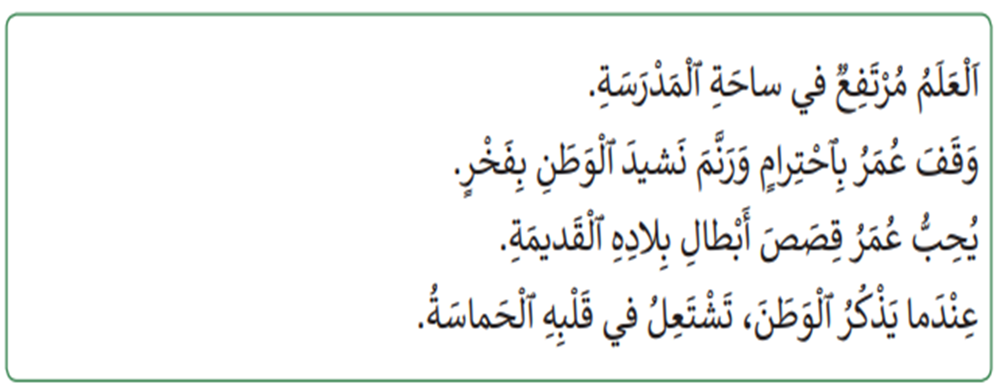 اَلْعَلَمُ مُرْتَفِعٌ في ساحَةِ ٱلْمَدْرَسَةِ.
وَقَفَ عُمَرُ بِٱحْتِرامٍ وَرَنَّمَ نَشيدَ ٱلْوَطَنِ بِفَخْرٍ.
يُحِبُّ عُمَرُ قِصَصَ أَبْطالِ بِلادِهِ ٱلْقَديمَةِ.
عِنْدَما يَذْكُرُ ٱلْوَطَنَ، تَشْتَعِلُ في قَلْبِهِ ٱلْحَماسَةُ.